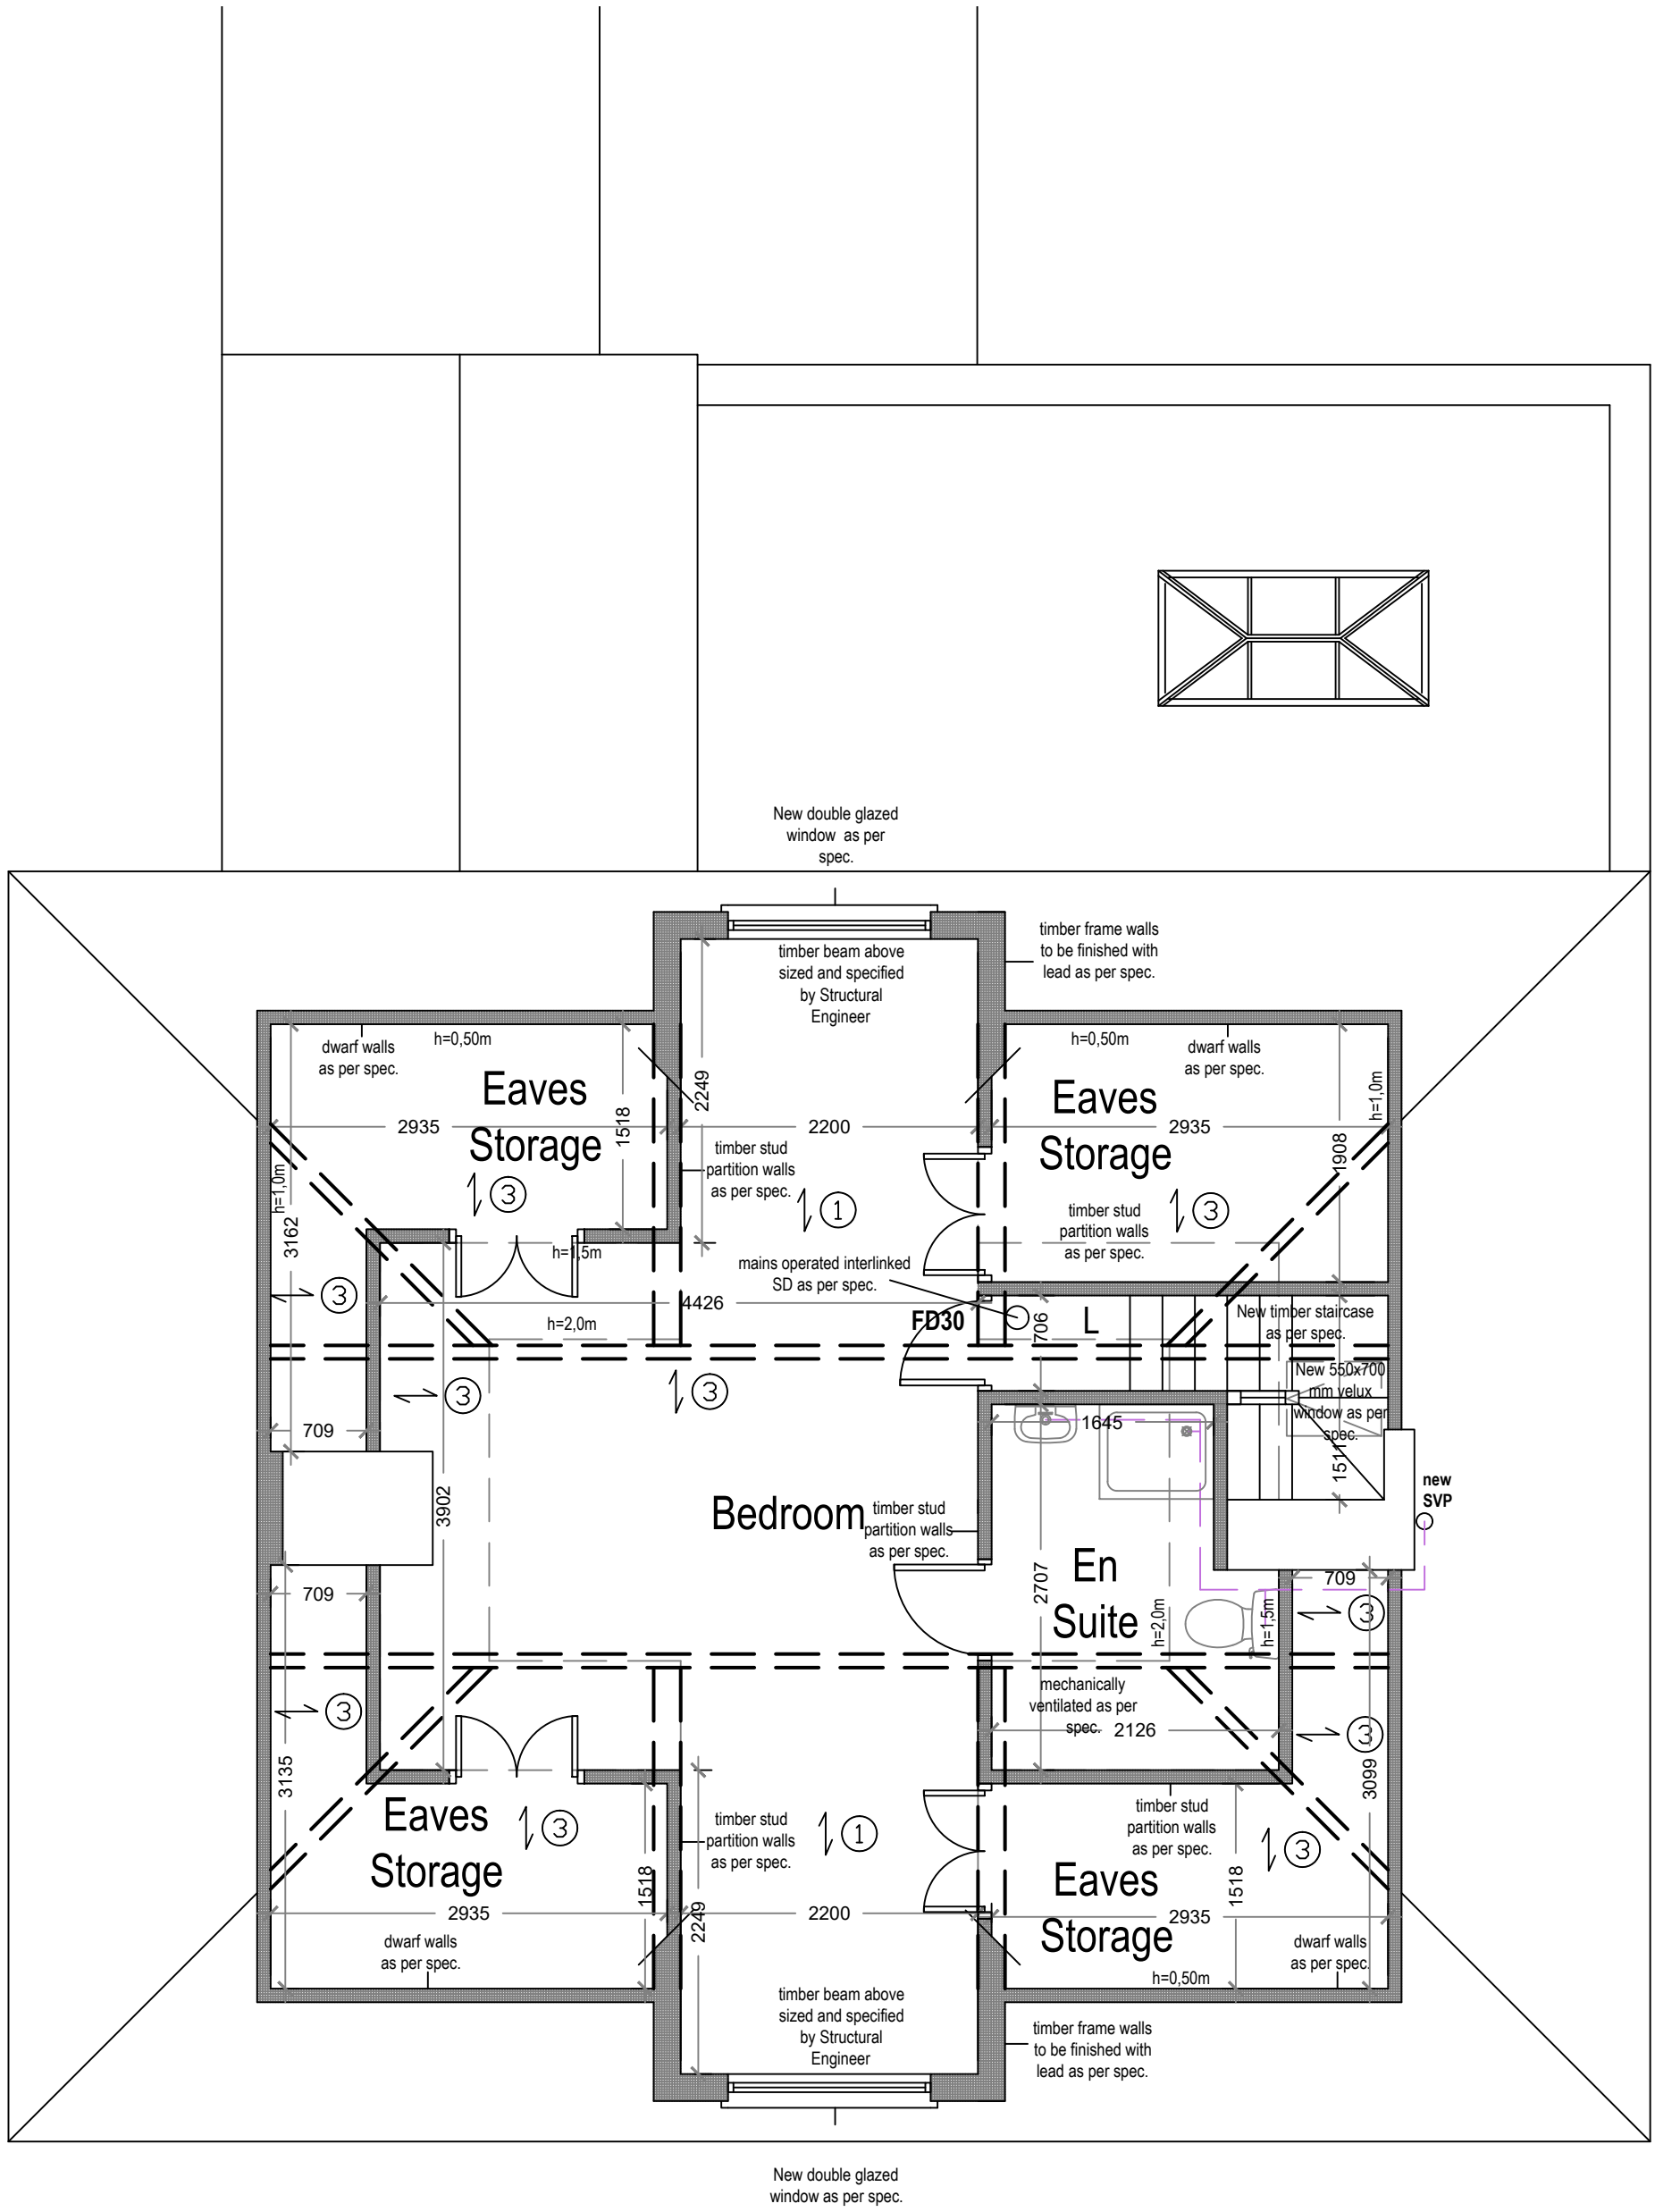 New double glazed
window as per
spec.
timber beam above
sized and specified
by Structural
Engineer
timber frame walls
to be finished with
lead as per spec.
dwarf walls
as per spec.
h=0,50m
Eaves
Storage
2935
1518
2249
2200
h=0,50m
dwarf walls
as per spec.
Eaves
Storage
2935
h=1,0m
1908
h=1,0m
3162
3
timber stud
partition walls
as per spec.
1
timber stud
partition walls
as per spec.
3
h=1,5m
mains operated interlinked
SD as per spec.
3
4426
h=2,0m
FD30
706
L
New timber staircase
as per spec.
3
3
New 550x700
mm velux
window as per
spec.
709
1645
1511
3902
Bedroom
timber stud
partition walls
as per spec.
new
SVP
En
Suite
2707
709
709
h=2,0m
h=1,5m
3
mechanically
ventilated as per
spec.
2126
3
3
3135
3099
Eaves
Storage
3
timber stud
partition walls
as per spec.
1
timber stud
partition walls
as per spec.
3
1518
2249
Eaves
Storage
1518
2935
2200
2935
dwarf walls
as per spec.
dwarf walls
as per spec.
h=0,50m
timber beam above
sized and specified
by Structural
Engineer
timber frame walls
to be finished with
lead as per spec.
New double glazed
window as per spec.